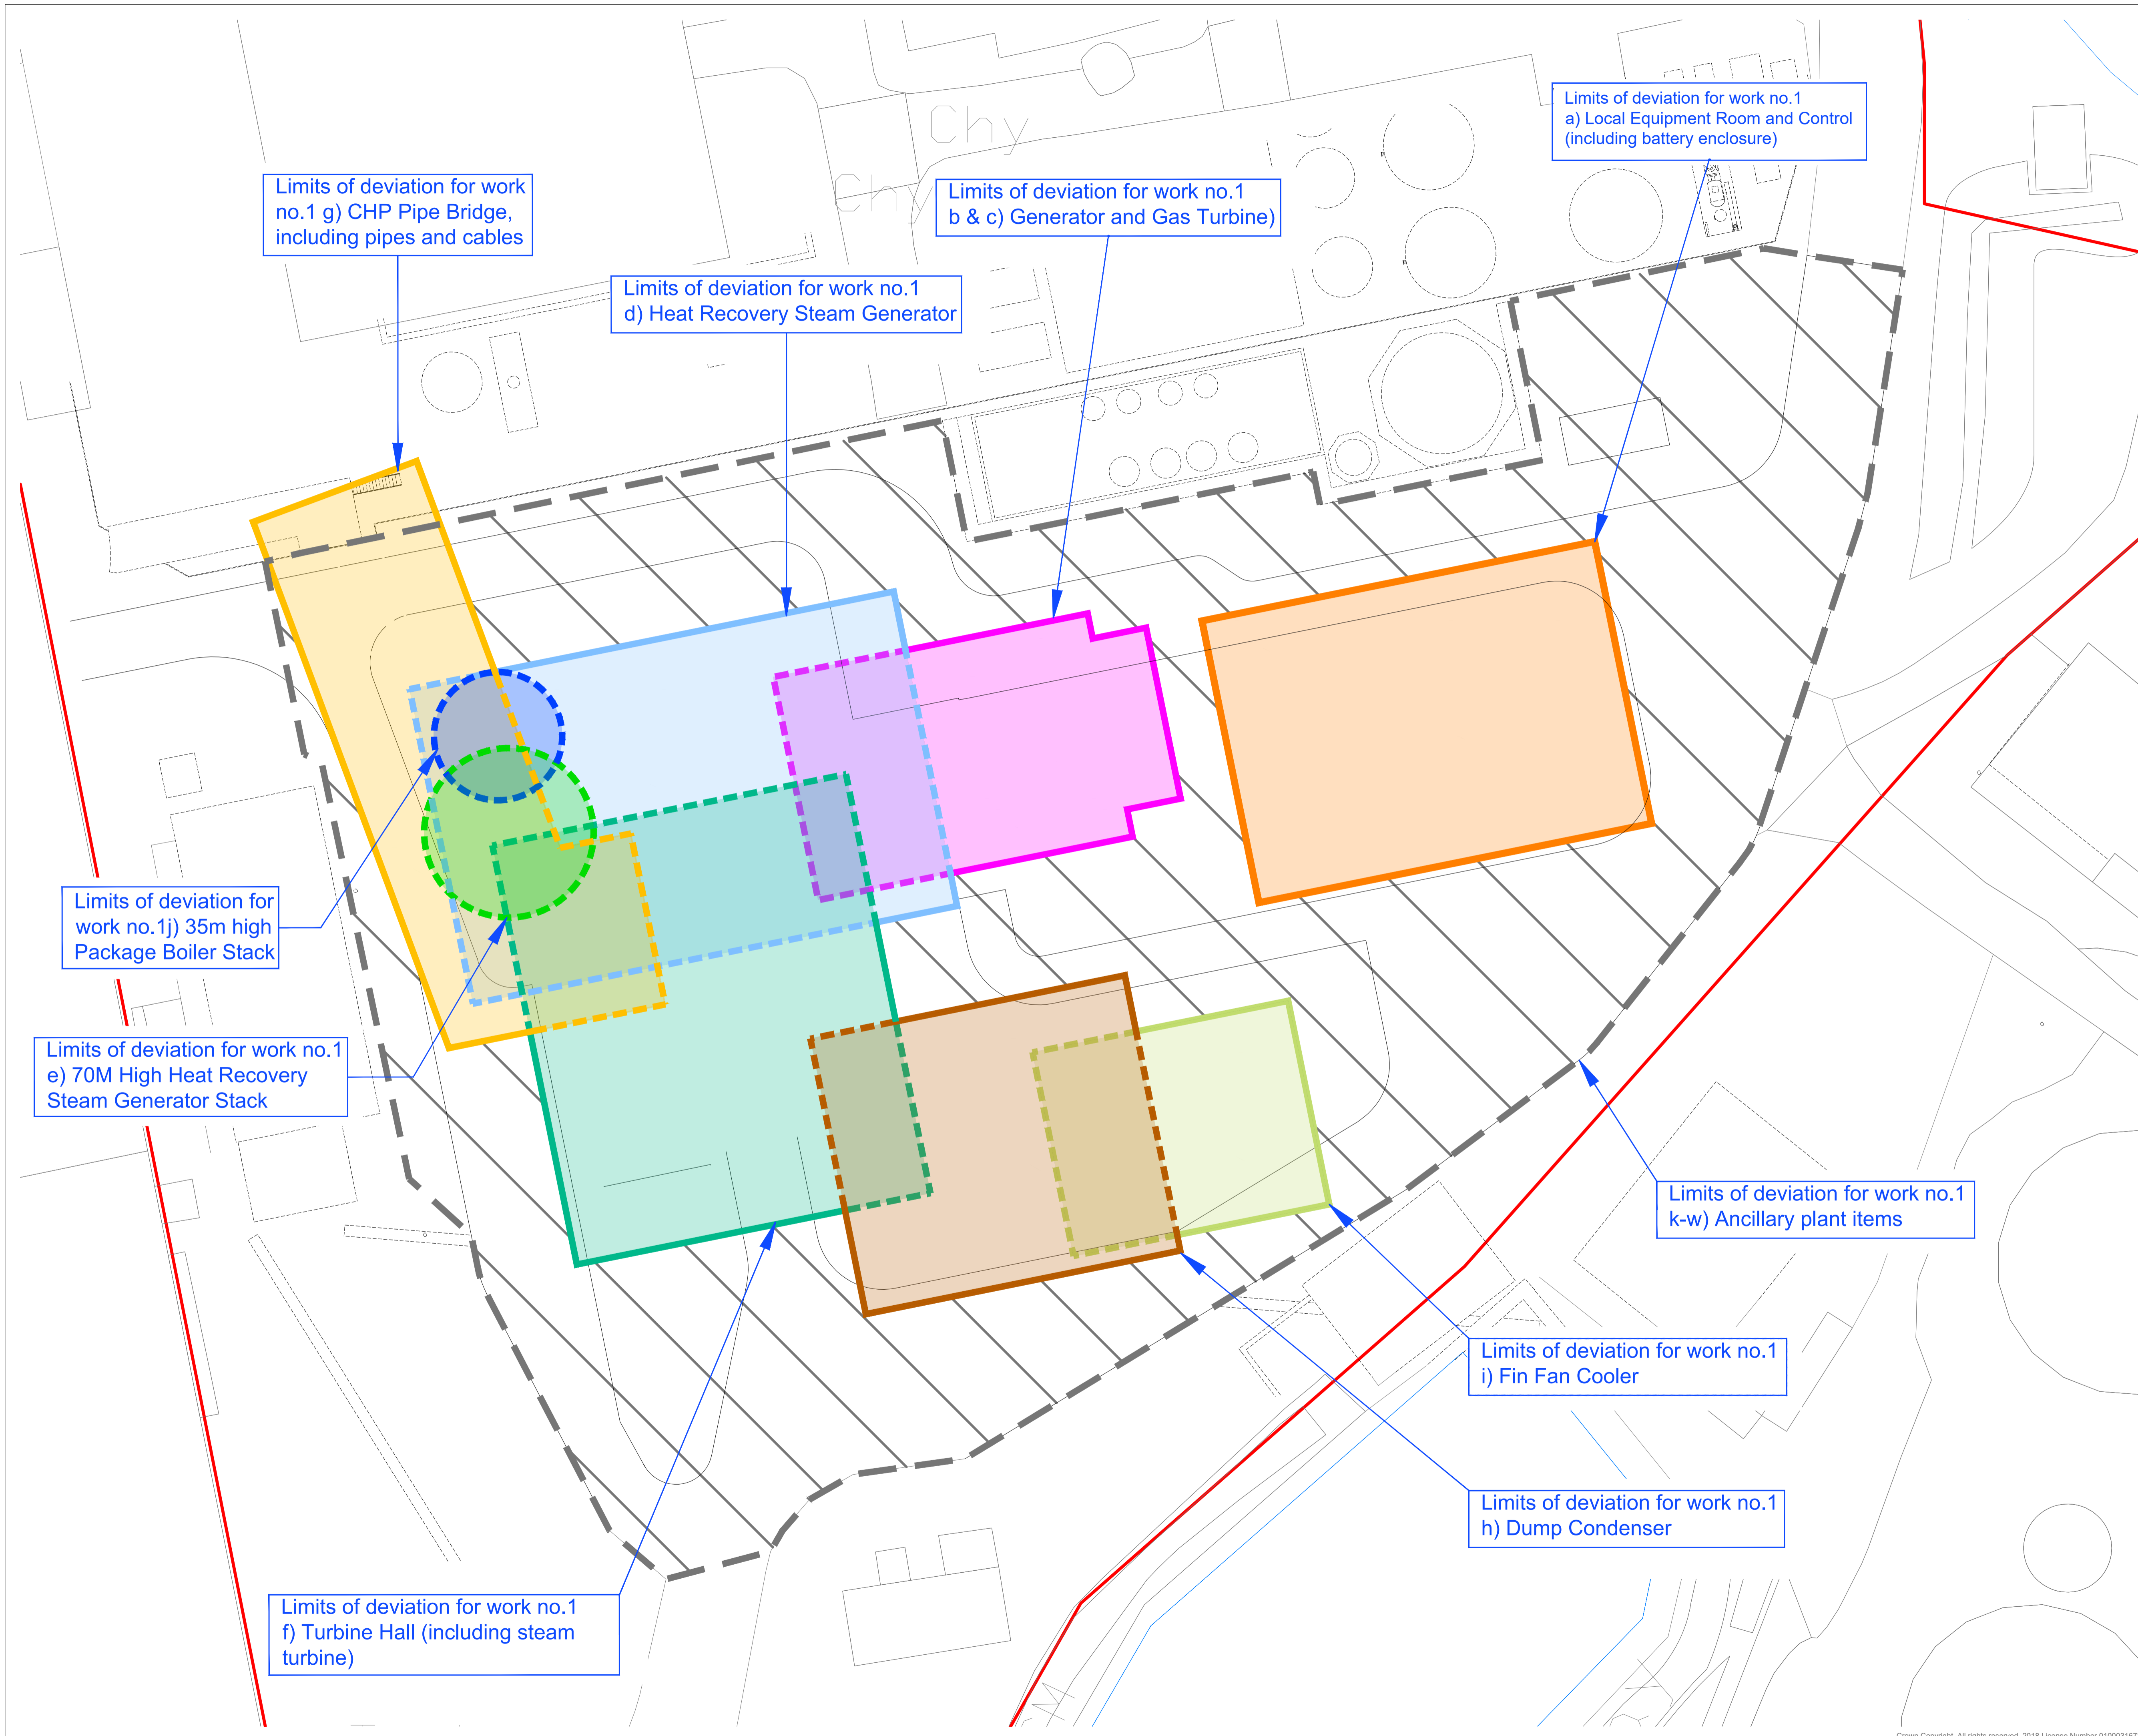 Chy
Chy
Limits of deviation for work no.1
a) Local Equipment Room and Control
(including battery enclosure)
Limits of deviation for work
no.1 g) CHP Pipe Bridge,
including pipes and cables
Limits of deviation for work no.1
b & c) Generator and Gas Turbine)
Limits of deviation for work no.1
d) Heat Recovery Steam Generator
Limits of deviation for
work no.1j) 35m high
Package Boiler Stack
Limits of deviation for work no.1
e) 70M High Heat Recovery
Steam Generator Stack
Limits of deviation for work no.1
k-w) Ancillary plant items
Limits of deviation for work no.1
i) Fin Fan Cooler
Limits of deviation for work no.1
h) Dump Condenser
Limits of deviation for work no.1
f) Turbine Hall (including steam
turbine)